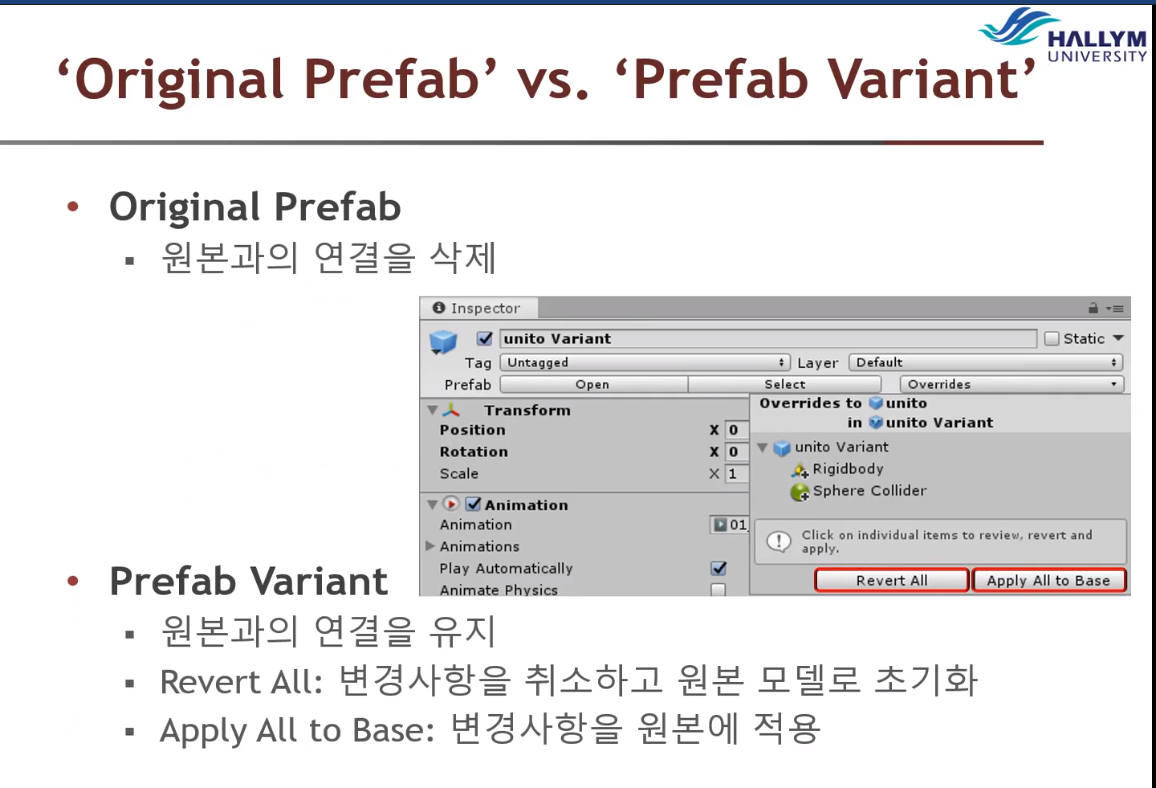 HALLYM
UNIVERSITY
‘Original Prefab’ vs. ‘Prefab Variant’
• Original Prefab
▪ 원본과의 연결을 삭제
Inspector
unito Variant
Static
Tag Untagged Layer Default
Prefab Open Select Overrides
Transform
Position X 0
Rotation X 0
Scale X 1
Animation
Animation 01_
Animations
Play Automatically
Animate Physics
Overrides to unito
in unito Variant
unito Variant
Rigidbody
Sphere Collider
Click on individual items to review, revert and
apply.
Revert All Apply All to Base
• Prefab Variant
▪ 원본과의 연결을 유지
▪ Revert All: 변경사항을 취소하고 원본 모델로 초기화
▪ Apply All to Base: 변경사항을 원본에 적용